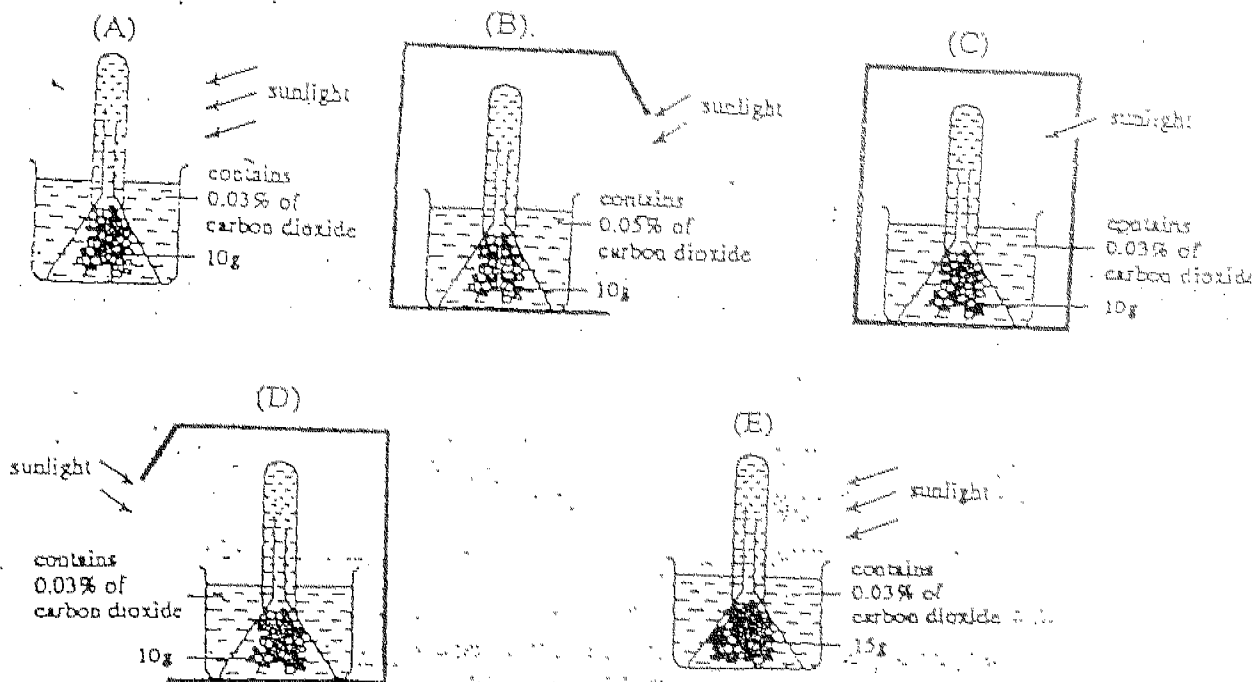 (A)
sunlight
contains
0.03% of
carbon dioxide
10g
(B)
sunlight
contains
0.05% of
carbon dioxide
10g
(C)
sunlight
contains
0.03% of
carbon dioxide
10g
(D)
sunlight
contains
0.03% of
carbon dioxide
10g
(E)
sunlight
contains
0.03% of
carbon dioxide
15g